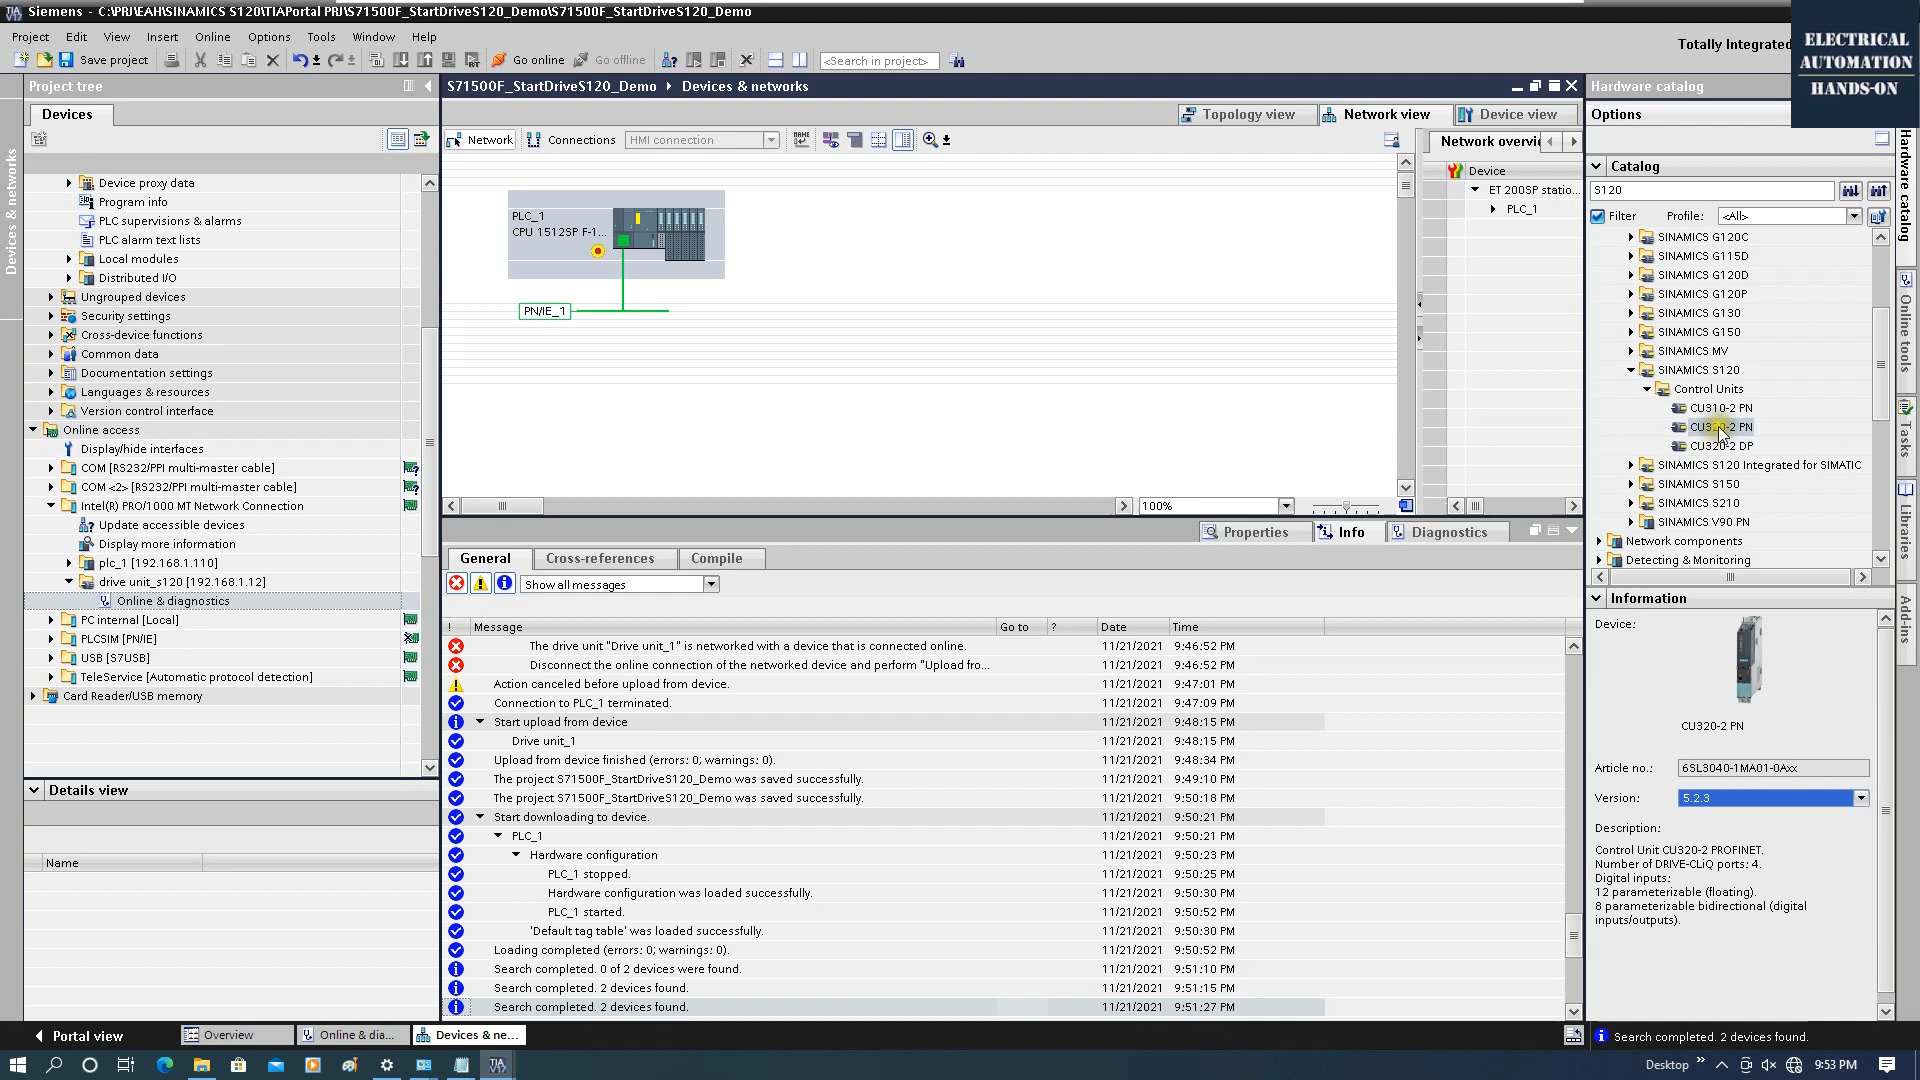 Siemens - C:\PRJ\EAH\SINAMICS S120\TIAPortal PRJ\S71500F_StartDriveS120_Demo\S71500F_StartDriveS120_Demo
Project Edit View Insert Online Options Tools Window Help
Totally Integrated
ELECTRICAL
AUTOMATION
HANDS-ON
Save project
Go online
Go offline
<Search in project>
Project tree
S71500F_StartDriveS120_Demo
Devices & networks
Hardware catalog
Devices
Topology view
Network view
Device view
Options
Network
Connections
HMI connection
Network overvi
Device
ET 200SP statio...
PLC_1
Devices & networks
Device proxy data
Program info
PLC supervisions & alarms
PLC alarm text lists
Local modules
Distributed I/O
Ungrouped devices
Security settings
Cross-device functions
Common data
Documentation settings
Languages & resources
Version control interface
Online access
Display/hide interfaces
COM [RS232/PPI multi-master cable]
COM <2> [RS232/PPI multi-master cable]
Intel(R) PRO/1000 MT Network Connection
Update accessible devices
Display more information
plc_1 [192.168.1.110]
drive unit_s120 [192.168.1.12]
Online & diagnostics
PC internal [Local]
PLCSIM [PN/IE]
USB [S7USB]
TeleService [Automatic protocol detection]
Card Reader/USB memory
Details view
Name
PLC_1
CPU 1512SP F-1...
PN/IE_1
100%
Properties
Info
Diagnostics
General
Cross-references
Compile
Show all messages
! Message Go to ? Date Time
The drive unit "Drive unit_1" is networked with a device that is connected online. 11/21/2021 9:46:52 PM
Disconnect the online connection of the networked device and perform "Upload fro... 11/21/2021 9:46:52 PM
Action canceled before upload from device. 11/21/2021 9:47:01 PM
Connection to PLC_1 terminated. 11/21/2021 9:47:09 PM
Start upload from device 11/21/2021 9:48:15 PM
Drive unit_1 11/21/2021 9:48:15 PM
Upload from device finished (errors: 0; warnings: 0). 11/21/2021 9:48:34 PM
The project S71500F_StartDriveS120_Demo was saved successfully. 11/21/2021 9:49:10 PM
The project S71500F_StartDriveS120_Demo was saved successfully. 11/21/2021 9:50:18 PM
Start downloading to device. 11/21/2021 9:50:21 PM
PLC_1 11/21/2021 9:50:21 PM
Hardware configuration 11/21/2021 9:50:23 PM
PLC_1 stopped. 11/21/2021 9:50:25 PM
Hardware configuration was loaded successfully. 11/21/2021 9:50:30 PM
PLC_1 started. 11/21/2021 9:50:52 PM
'Default tag table' was loaded successfully. 11/21/2021 9:50:30 PM
Loading completed (errors: 0; warnings: 0). 11/21/2021 9:50:52 PM
Search completed. 0 of 2 devices were found. 11/21/2021 9:51:10 PM
Search completed. 2 devices found. 11/21/2021 9:51:15 PM
Search completed. 2 devices found. 11/21/2021 9:51:27 PM
Catalog
S120
Filter Profile: <All>
SINAMICS G120C
SINAMICS G115D
SINAMICS G120D
SINAMICS G120P
SINAMICS G130
SINAMICS G150
SINAMICS MV
SINAMICS S120
Control Units
CU310-2 PN
CU320-2 PN
CU320-2 DP
SINAMICS S120 Integrated for SIMATIC
SINAMICS S150
SINAMICS S210
SINAMICS V90 PN
Network components
Detecting & Monitoring
Information
Device:
CU320-2 PN
Article no.: 6SL3040-1MA01-0Axx
Version: 5.2.3
Description:
Control Unit CU320-2 PROFINET.
Number of DRIVE-CLiQ ports: 4.
Digital inputs:
12 parameterizable (floating).
8 parameterizable bidirectional (digital
inputs/outputs).
Hardware catalog
Online tools
Tasks
Libraries
Add-ins
Portal view
Overview
Online & dia...
Devices & ne...
Search completed. 2 devices found.
Desktop
9:53 PM